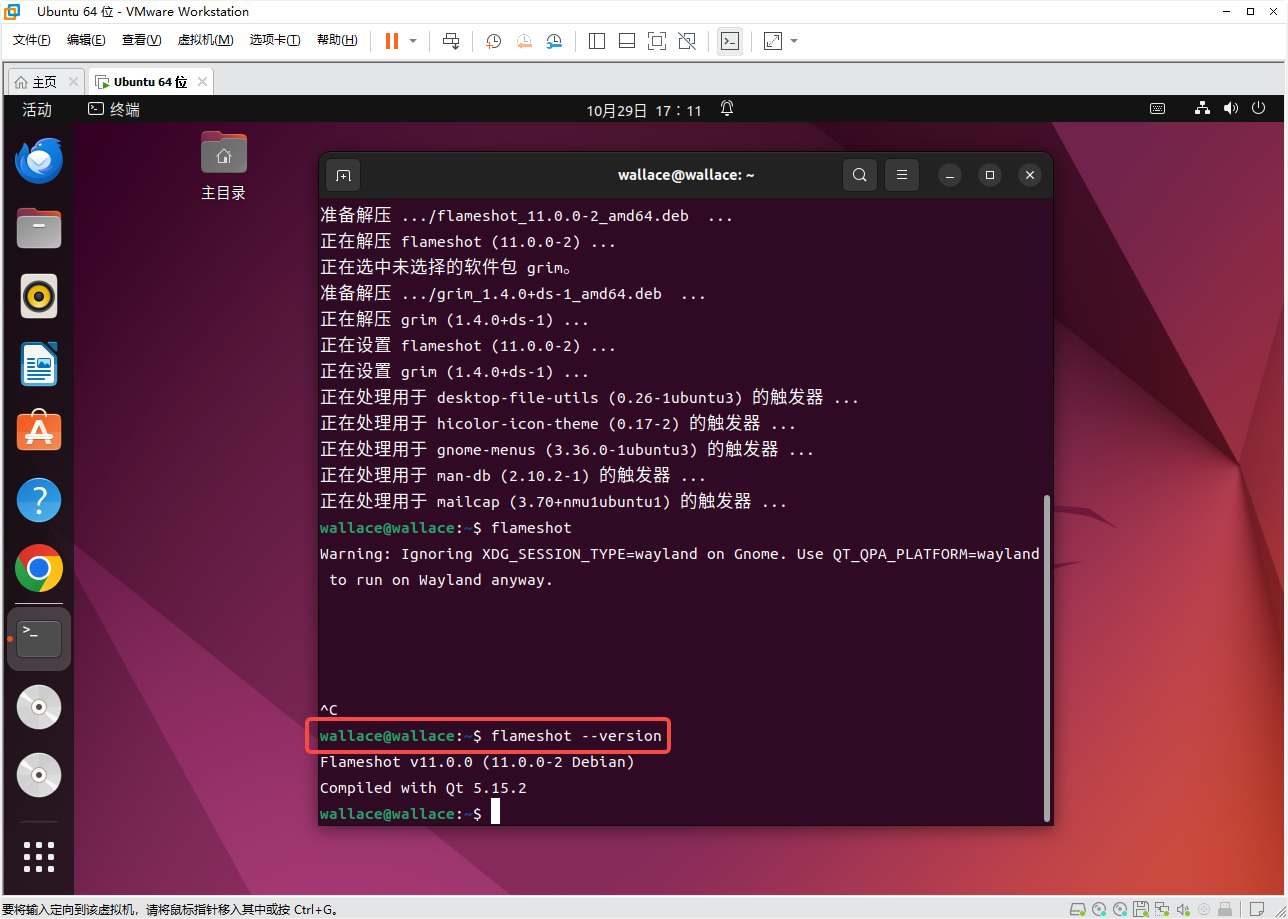 Ubuntu 64 位 - VMware Workstation
文件(F) 编辑(E) 查看(V) 虚拟机(M) 选项卡(T) 帮助(H)
主页 Ubuntu 64 位
活动 终端 10月29日 17：11
主目录
wallace@wallace: ~
准备解压 .../flameshot_11.0.0-2_amd64.deb ...
正在解压 flameshot (11.0.0-2) ...
正在选中未选择的软件包 grim。
准备解压 .../grim_1.4.0+ds-1_amd64.deb ...
正在解压 grim (1.4.0+ds-1) ...
正在设置 flameshot (11.0.0-2) ...
正在设置 grim (1.4.0+ds-1) ...
正在处理用于 desktop-file-utils (0.26-1ubuntu3) 的触发器 ...
正在处理用于 hicolor-icon-theme (0.17-2) 的触发器 ...
正在处理用于 gnome-menus (3.36.0-1ubuntu3) 的触发器 ...
正在处理用于 man-db (2.10.2-1) 的触发器 ...
正在处理用于 mailcap (3.70+nmu1ubuntu1) 的触发器 ...
wallace@wallace:~$ flameshot
Warning: Ignoring XDG_SESSION_TYPE=wayland on Gnome. Use QT_QPA_PLATFORM=wayland
to run on Wayland anyway.
^C
wallace@wallace:~$ flameshot --version
Flameshot v11.0.0 (11.0.0-2 Debian)
Compiled with Qt 5.15.2
wallace@wallace:~$
要将输入定向到该虚拟机，请将鼠标指针移入其中或按 Ctrl+G。